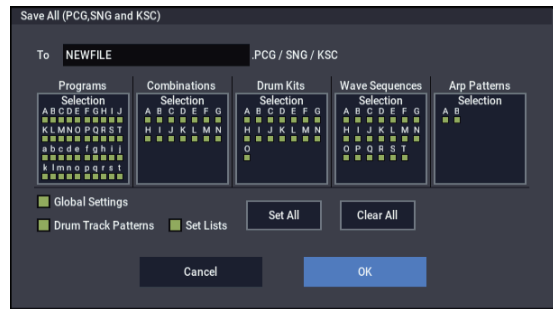 Save All (PCG,SNG and KSC)
To NEWFILE .PCG / SNG / KSC
Programs Combinations Drum Kits Wave Sequences Arp Patterns
Selection Selection Selection Selection Selection
A B C D E F G H I J A B C D E F G A B C D E F G A B C D E F G A B
K L M N O P Q R S T H I J K L M N H I J K L M N H I J K L M N
a b c d e f g h i j O O P Q R S T
k l m n o p q r s t
Global Settings
Drum Track Patterns Set Lists Set All Clear All
Cancel OK